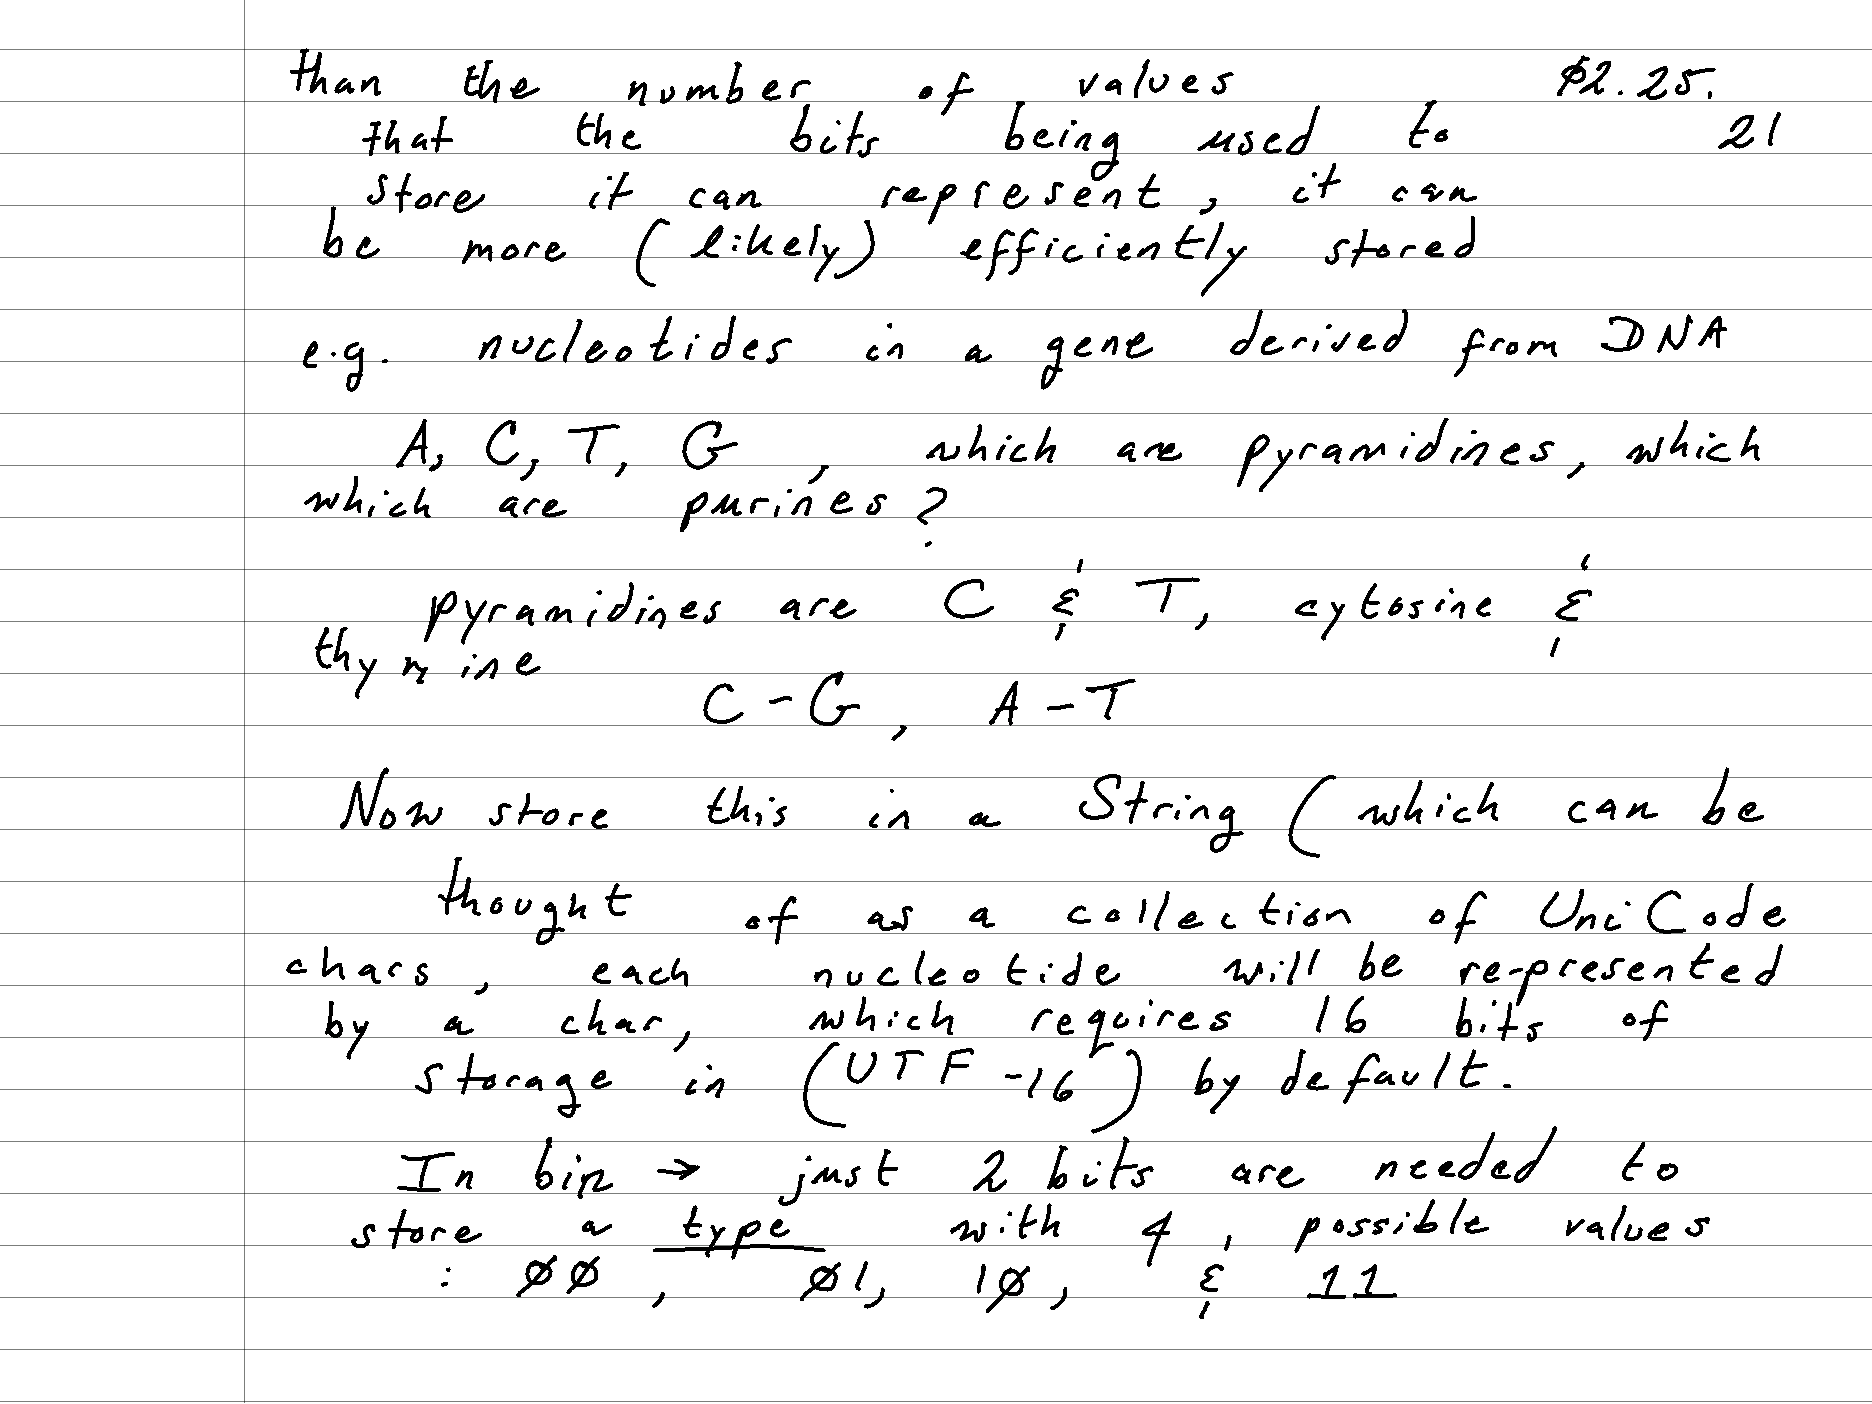 than the number of values Ø2.25.
that the bits being used to 21
store it can represent, it can
be more (likely) efficiently stored
e.g. nucleotides in a gene derived from DNA
A, C, T, G, which are pyramidines, which
which are purines?
pyramidines are C & T, cytosine &
thymine
C-G, A-T
Now store this in a String (which can be
thought of as a collection of UniCode
chars, each nucleotide will be re-presented
by a char, which requires 16 bits of
storage in (UTF-16) by default.
In bin → just 2 bits are needed to
store a type with 4, possible values
: ØØ, Ø1, 1Ø, & 11